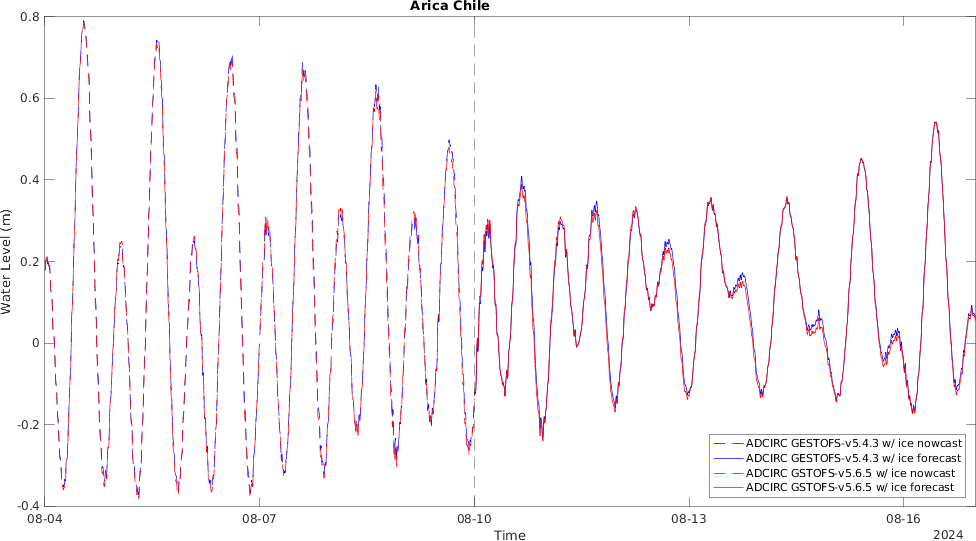 Arica Chile
Water Level (m)
0.8
0.6
0.4
0.2
0
-0.2
-0.4
ADCIRC GESTOFS-v5.4.3 w/ ice nowcast
ADCIRC GESTOFS-v5.4.3 w/ ice forecast
ADCIRC GSTOFS-v5.6.5 w/ ice nowcast
ADCIRC GSTOFS-v5.6.5 w/ ice forecast
08-04 08-07 08-10 08-13 08-16
Time
2024